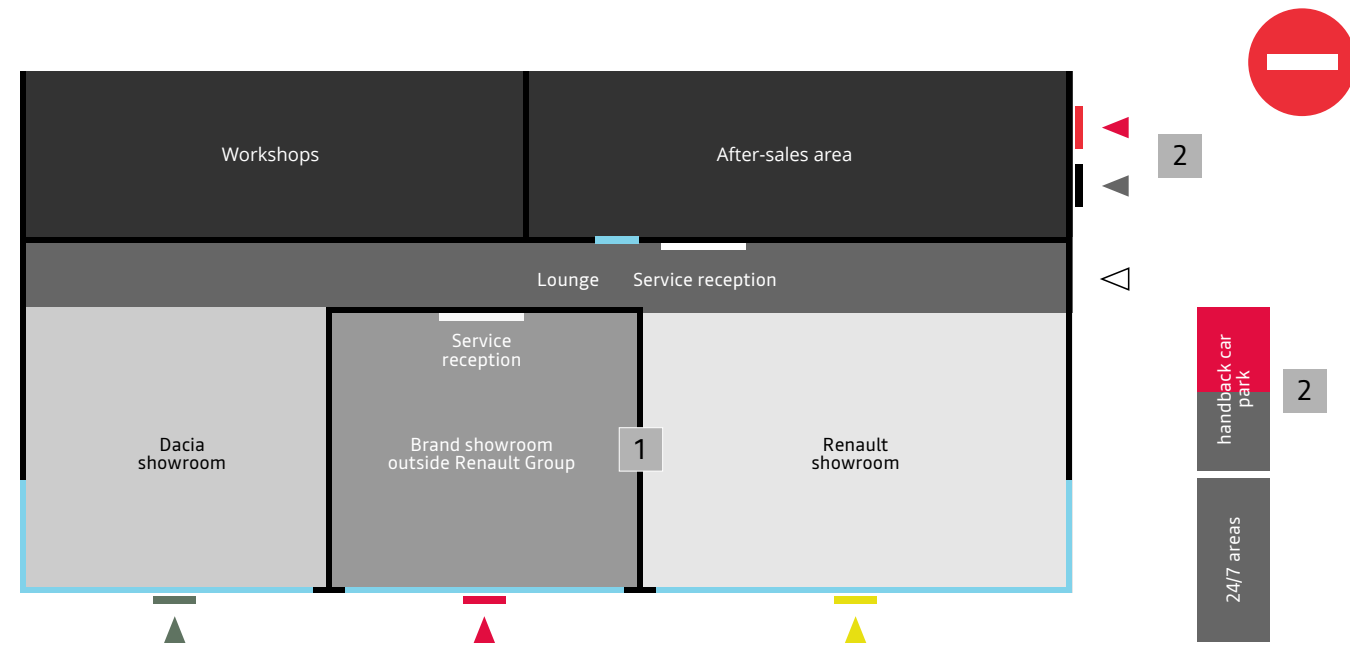 Workshops
After-sales area
2
Lounge
Service reception
Service
reception
handback car
park
2
Dacia
showroom
Brand showroom
outside Renault Group
1
Renault
showroom
24/7 areas